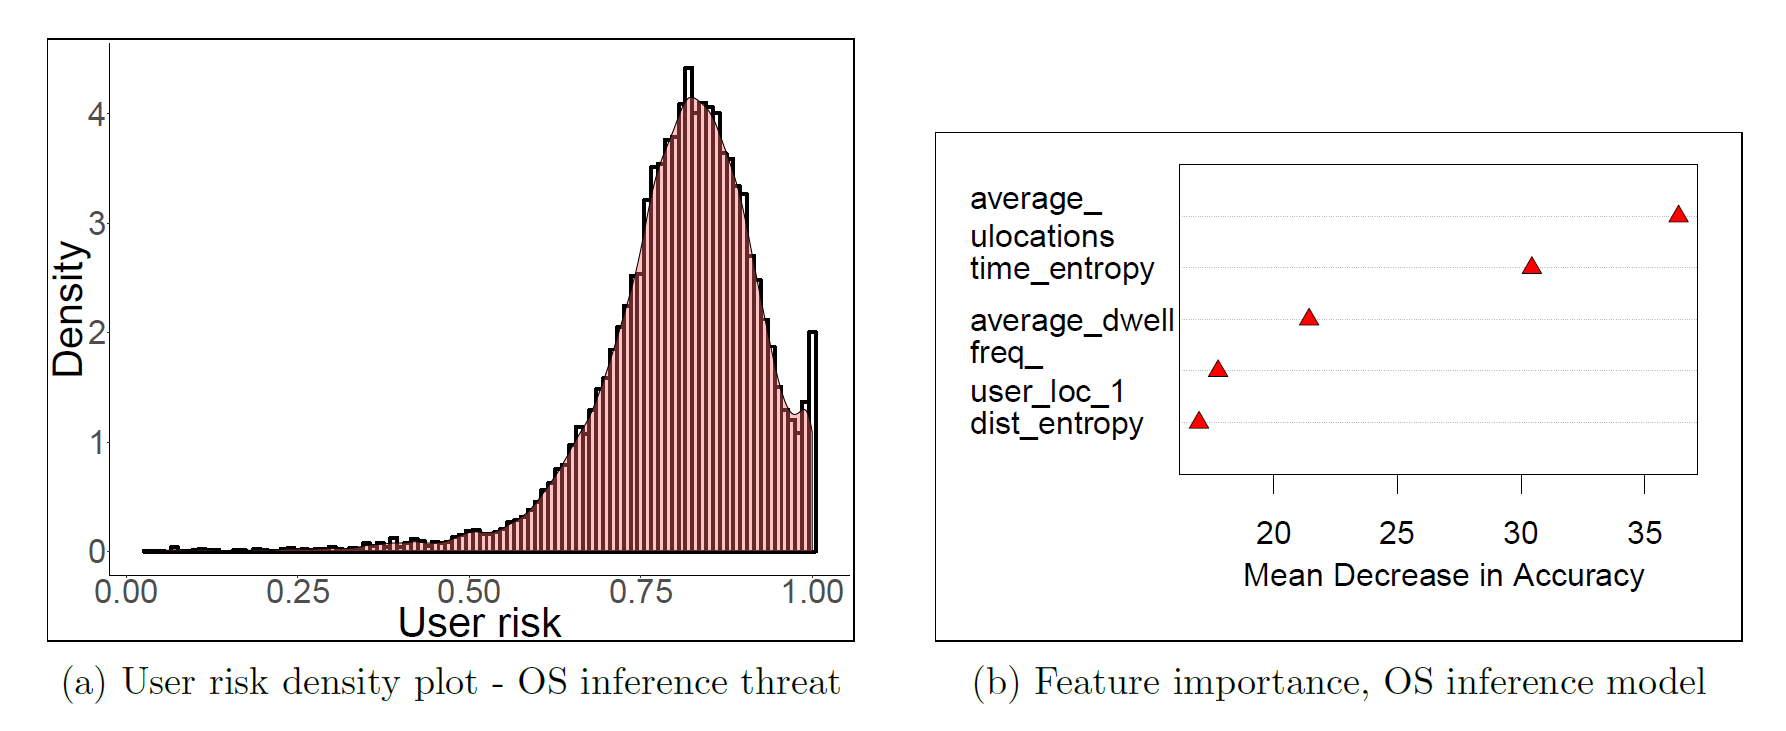 Density
4
3
2
1
0
0.00 0.25 0.50 0.75 1.00
User risk
(a) User risk density plot - OS inference threat
average_
ulocations
time_entropy
average_dwell
freq_
user_loc_1
dist_entropy
20 25 30 35
Mean Decrease in Accuracy
(b) Feature importance, OS inference model